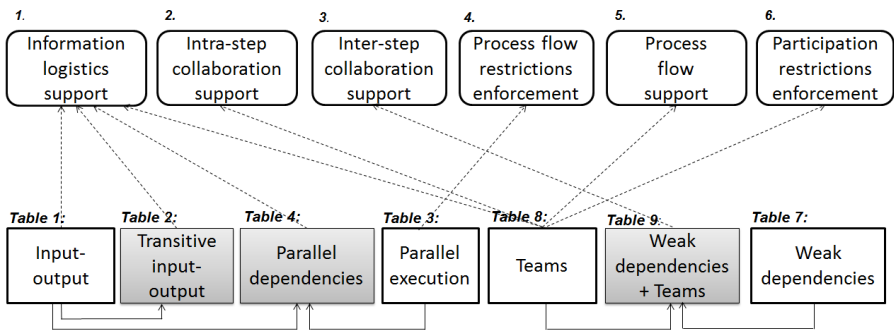 1. 2. 3. 4. 5. 6.
Information
logistics
support
Intra-step
collaboration
support
Inter-step
collaboration
support
Process flow
restrictions
enforcement
Process
flow
support
Participation
restrictions
enforcement
Table 1: Table 2: Table 4: Table 3: Table 8: Table 9: Table 7:
Input-
output
Transitive
input-
output
Parallel
dependencies
Parallel
execution
Teams
Weak
dependencies
+ Teams
Weak
dependencies